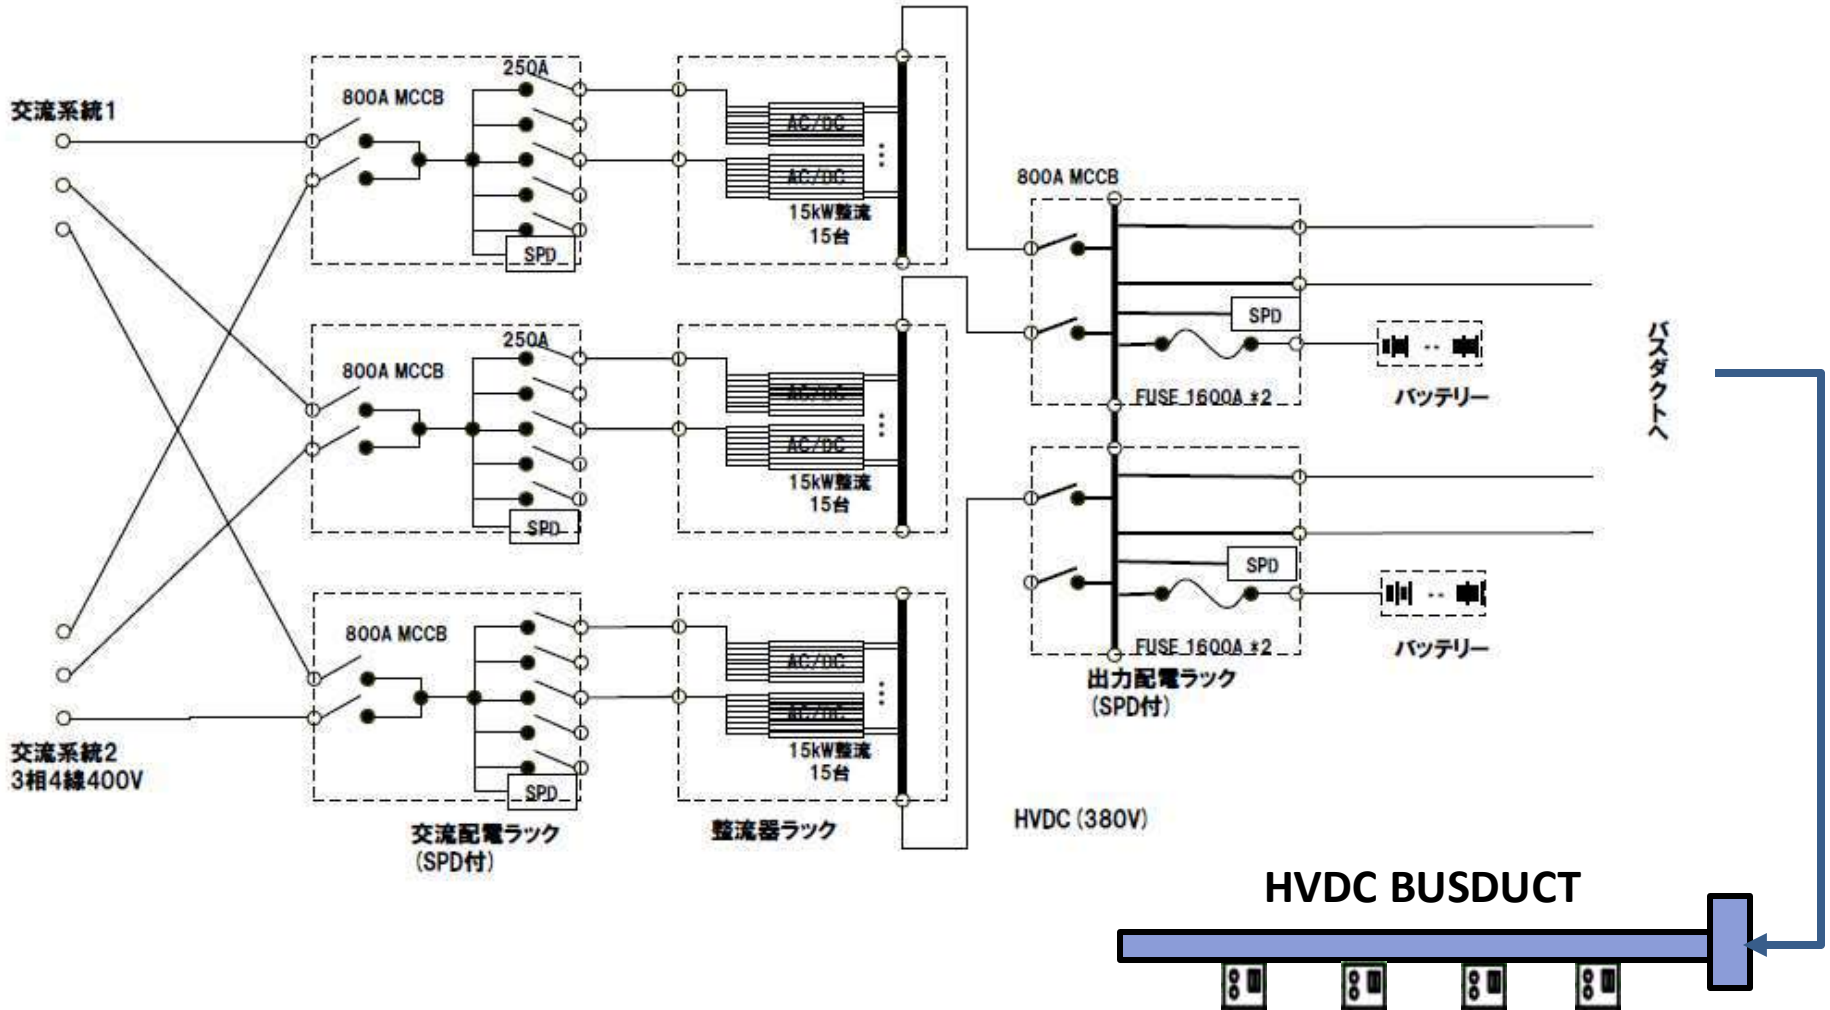 交流系統1
800A MCCB
250A
SPD
AC/DC
AC/DC
15kW整流
15台
800A MCCB
250A
SPD
AC/DC
AC/DC
15kW整流
15台
800A MCCB
SPD
AC/DC
AC/DC
15kW整流
15台
交流系統2
3相4線400V
交流配電ラック
(SPD付)
整流器ラック
800A MCCB
SPD
FUSE 1600A *2
バッテリー
SPD
FUSE 1600A *2
バッテリー
出力配電ラック
(SPD付)
バスダクトへ
HVDC(380V)
HVDC BUSDUCT